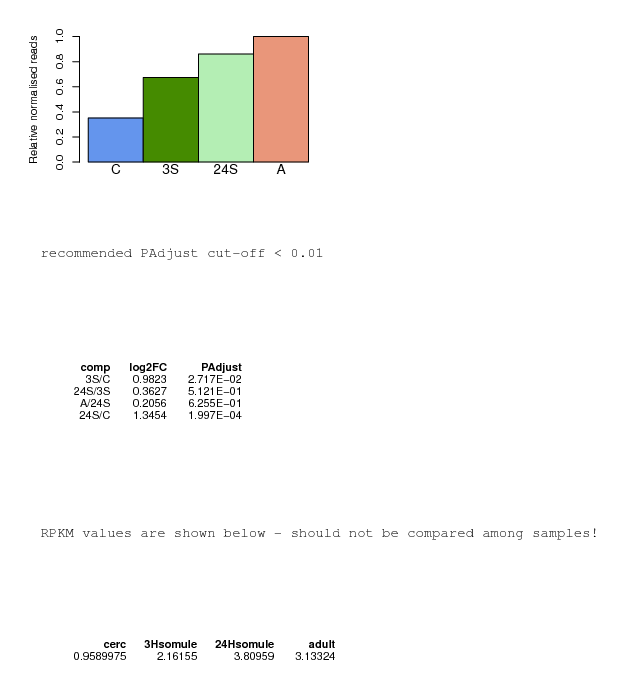 Relative normalised reads
1.0
0.8
0.6
0.4
0.2
0.0
C 3S 24S A
recommended PAdjust cut-off < 0.01
comp log2FC PAdjust
3S/C 0.9823 2.717E-02
24S/3S 0.3627 5.121E-01
A/24S 0.2056 6.255E-01
24S/C 1.3454 1.997E-04
RPKM values are shown below - should not be compared among samples!
cerc 3Hsomule 24Hsomule adult
0.9589975 2.16155 3.80959 3.13324